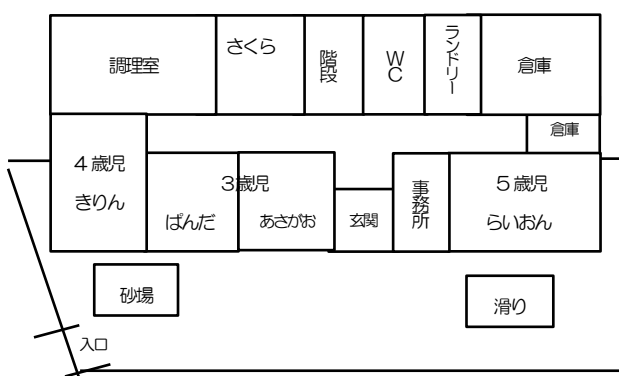 調理室
さくら
階段
WC
ランドリー
倉庫
倉庫
4歳児
きりん
3歳児
ぱんだ
あさがお
玄関
事務所
5歳児
らいおん
砂場
滑り
入口